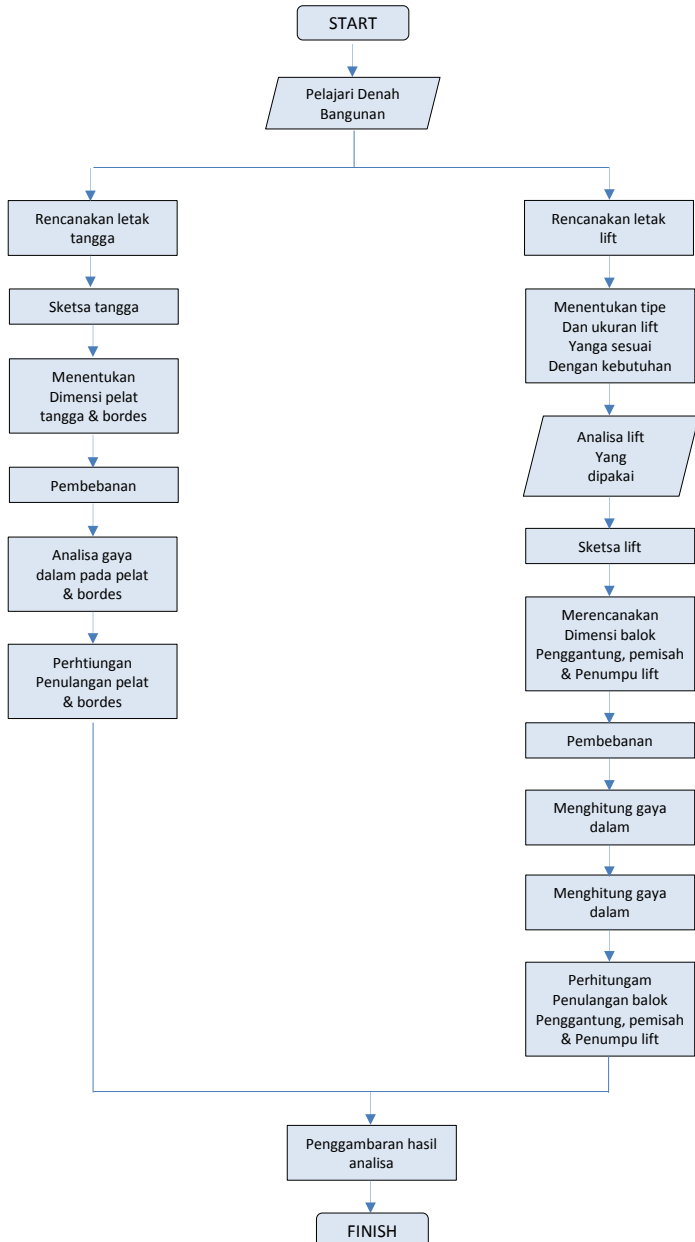 START
Pelajari Denah
Bangunan
Rencanakan letak
tangga
Sketsa tangga
Menentukan
Dimensi pelat
tangga & bordes
Pembebanan
Analisa gaya
dalam pada pelat
& bordes
Perhtiungan
Penulangan pelat
& bordes
Rencanakan letak
lift
Menentukan tipe
Dan ukuran lift
Yanga sesuai
Dengan kebutuhan
Analisa lift
Yang
dipakai
Sketsa lift
Merencanakan
Dimensi balok
Penggantung, pemisah
& Penumpu lift
Pembebanan
Menghitung gaya
dalam
Menghitung gaya
dalam
Perhitungam
Penulangan balok
Penggantung, pemisah
& Penumpu lift
Penggambaran hasil
analisa
FINISH